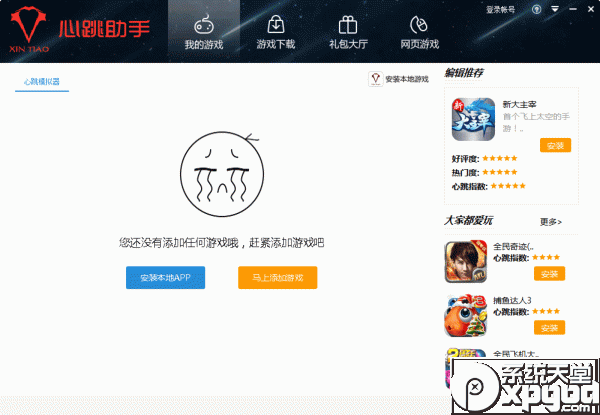 登录帐号
心跳助手
XIN TIAO
我的游戏
游戏下载
礼包大厅
网页游戏
心跳模拟器
安装本地游戏
您还没有添加任何游戏哦，赶紧添加游戏吧
安装本地APP
马上添加游戏
编辑推荐
新
大主宰
新大主宰
首个飞上太空的手
游！..
安装
好评度: ★★★★★
热门度: ★★★★★
心跳指数: ★★★★★
大家都爱玩
更多>
全民奇迹(..
心跳指数: ★★★★
安装
捕鱼达人3
心跳指数: ★★★★
安装
全民飞机大..
系统天堂
Dxpgod.com